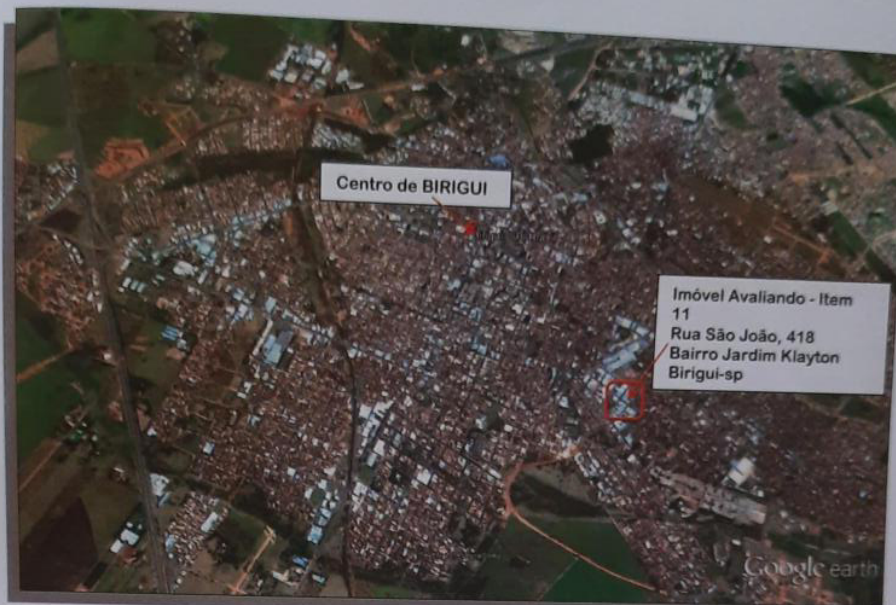 Centro de BIRIGUI
Imóvel Avaliando - Item
11
Rua São João, 418
Bairro Jardim Klayton
Birigui-sp
Google earth